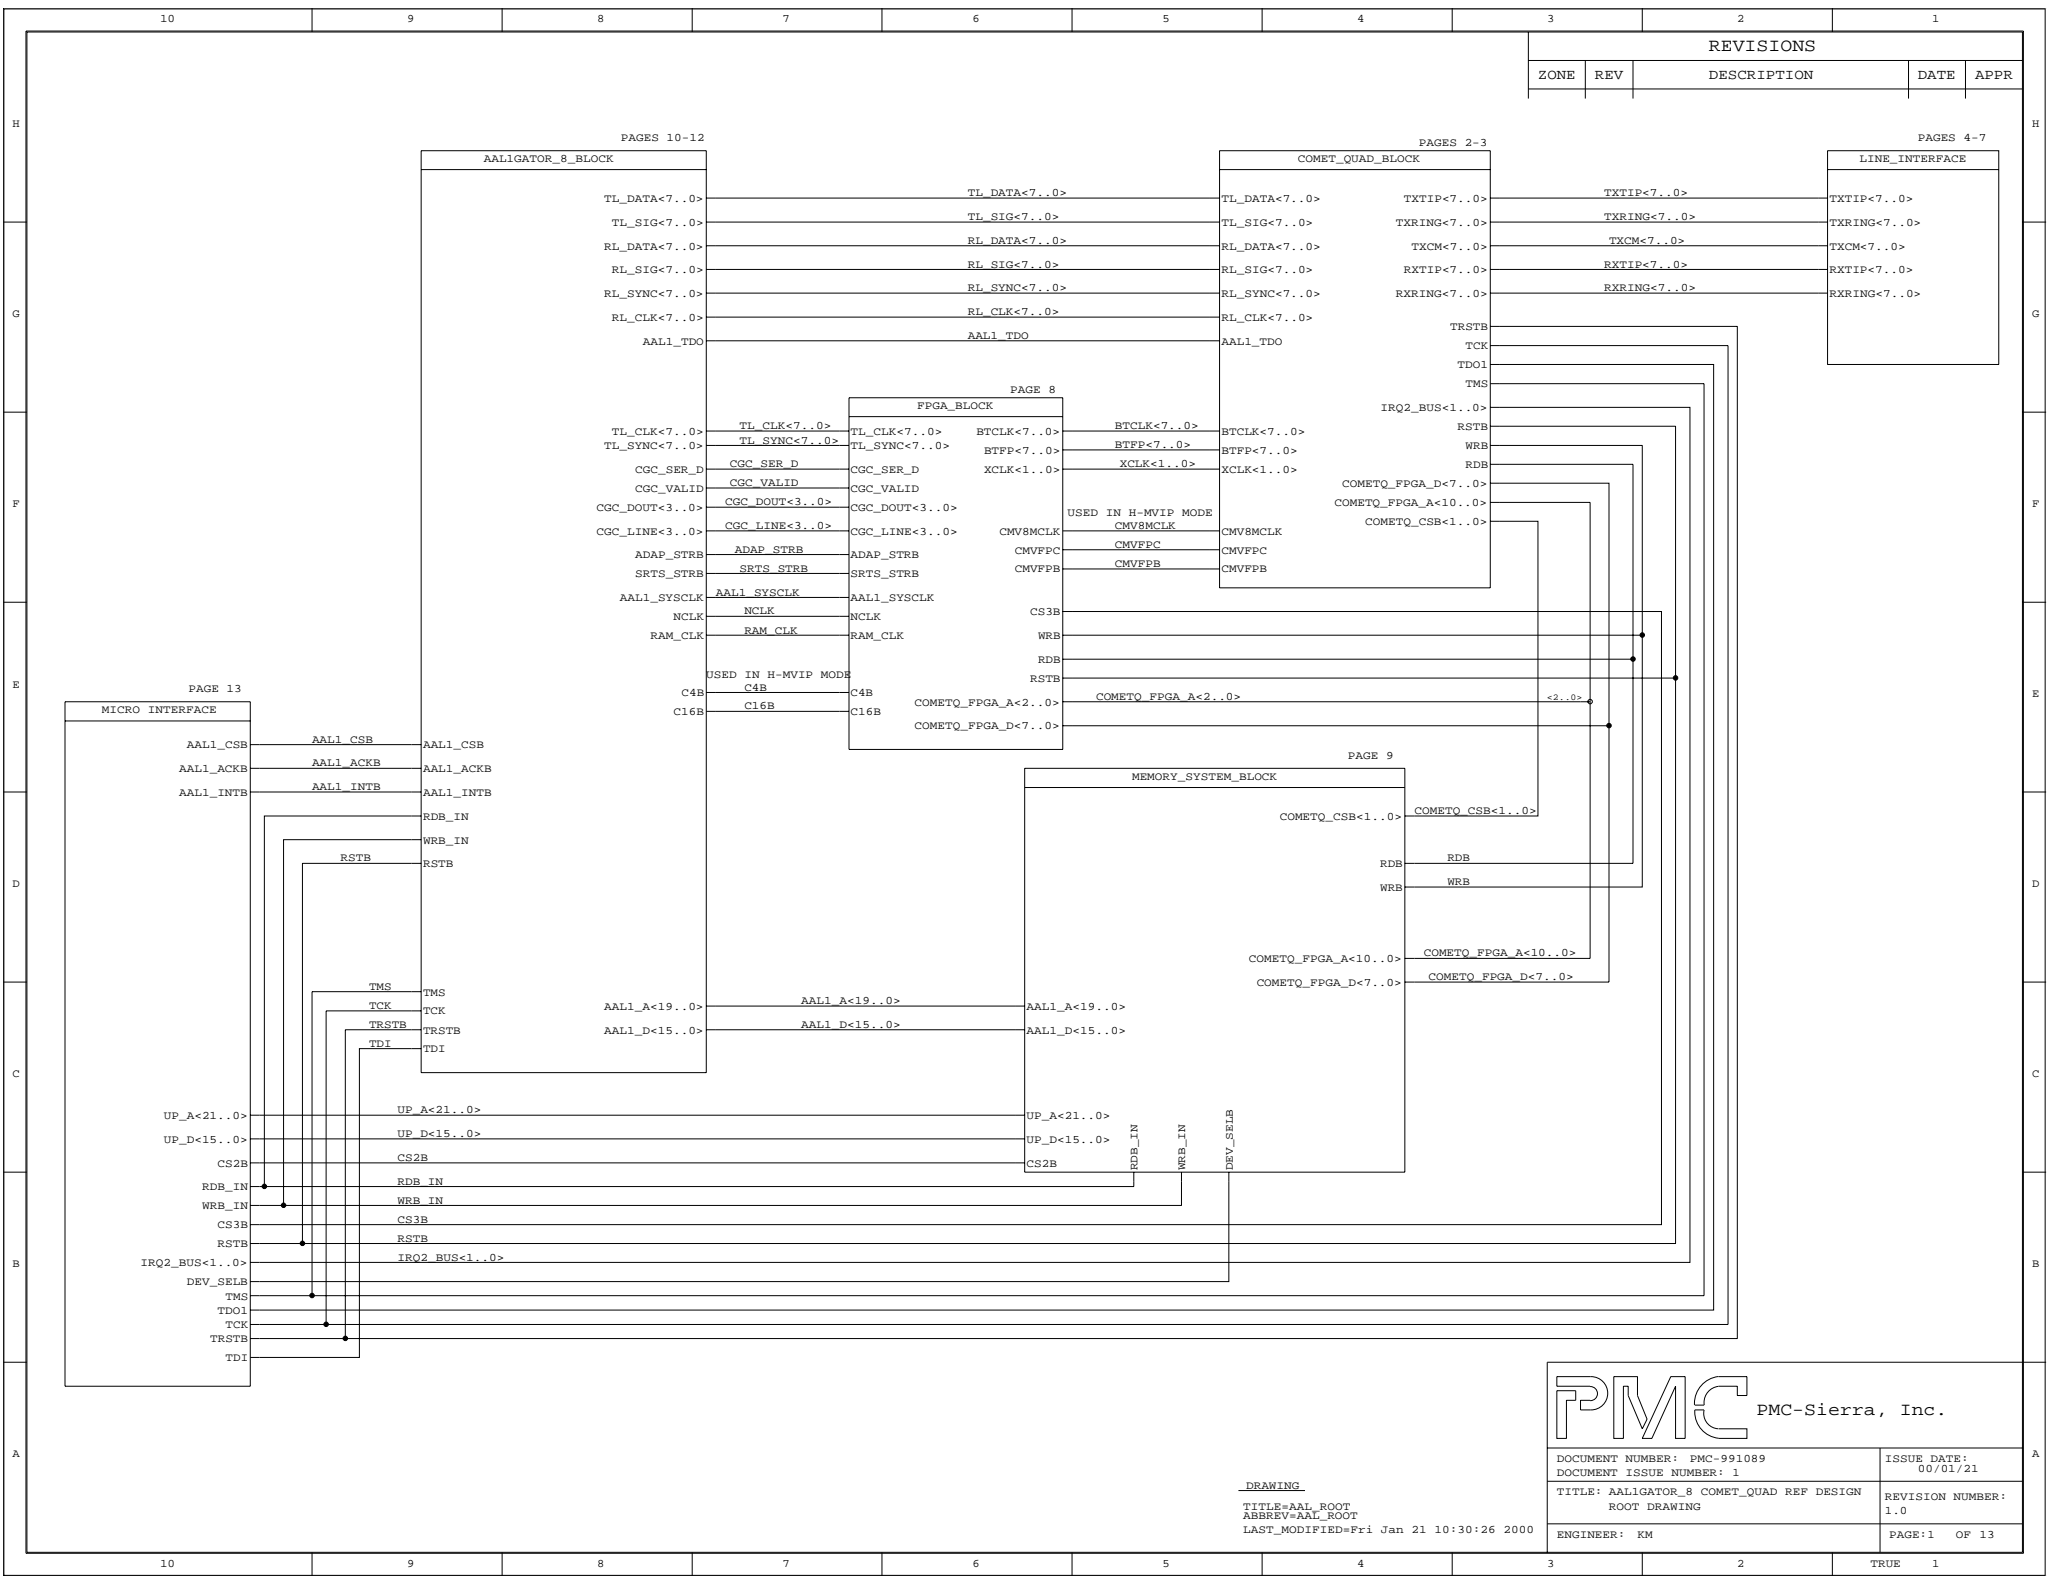 10 9 8 7 6 5 4 3 2 1
REVISIONS
ZONE REV DESCRIPTION DATE APPR
H H
G G
F F
E E
D D
C C
B B
A A
PAGES 10-12
AAL1GATOR_8_BLOCK
TL_DATA<7..0>
TL_SIG<7..0>
RL_DATA<7..0>
RL_SIG<7..0>
RL_SYNC<7..0>
RL_CLK<7..0>
AAL1_TDO
TL_CLK<7..0>
TL_SYNC<7..0>
CGC_SER_D
CGC_VALID
CGC_DOUT<3..0>
CGC_LINE<3..0>
ADAP_STRB
SRTS_STRB
AAL1_SYSCLK
NCLK
RAM_CLK
C4B
C16B
AAL1_CSB
AAL1_ACKB
AAL1_INTB
RDB_IN
WRB_IN
RSTB
TMS
TCK
TRSTB
TDI
AAL1_A<19..0>
AAL1_D<15..0>
TL_DATA<7..0>
TL_SIG<7..0>
RL_DATA<7..0>
RL_SIG<7..0>
RL_SYNC<7..0>
RL_CLK<7..0>
AAL1_TDO
PAGES 2-3
COMET_QUAD_BLOCK
TL_DATA<7..0>
TL_SIG<7..0>
RL_DATA<7..0>
RL_SIG<7..0>
RL_SYNC<7..0>
RL_CLK<7..0>
AAL1_TDO
BTCLK<7..0>
BTFP<7..0>
XCLK<1..0>
CMV8MCLK
CMVFPC
CMVFPB
TXTIP<7..0>
TXRING<7..0>
TXCM<7..0>
RXTIP<7..0>
RXRING<7..0>
TRSTB
TCK
TDO1
TMS
IRQ2_BUS<1..0>
RSTB
WRB
RDB
COMETQ_FPGA_D<7..0>
COMETQ_FPGA_A<10..0>
COMETQ_CSB<1..0>
TXTIP<7..0>
TXRING<7..0>
TXCM<7..0>
RXTIP<7..0>
RXRING<7..0>
PAGES 4-7
LINE_INTERFACE
TXTIP<7..0>
TXRING<7..0>
TXCM<7..0>
RXTIP<7..0>
RXRING<7..0>
TL_CLK<7..0>
TL_SYNC<7..0>
CGC_SER_D
CGC_VALID
CGC_DOUT<3..0>
CGC_LINE<3..0>
ADAP_STRB
SRTS_STRB
AAL1_SYSCLK
NCLK
RAM_CLK
USED IN H-MVIP MODE
C4B
C16B
PAGE 8
FPGA_BLOCK
TL_CLK<7..0>
TL_SYNC<7..0>
CGC_SER_D
CGC_VALID
CGC_DOUT<3..0>
CGC_LINE<3..0>
ADAP_STRB
SRTS_STRB
AAL1_SYSCLK
NCLK
RAM_CLK
C4B
C16B
BTCLK<7..0>
BTFP<7..0>
XCLK<1..0>
CMV8MCLK
CMVFPC
CMVFPB
CS3B
WRB
RDB
RSTB
COMETQ_FPGA_A<2..0>
COMETQ_FPGA_D<7..0>
BTCLK<7..0>
BTFP<7..0>
XCLK<1..0>
USED IN H-MVIP MODE
CMV8MCLK
CMVFPC
CMVFPB
COMETQ_FPGA_A<2..0>
<2..0>
PAGE 13
MICRO INTERFACE
AAL1_CSB
AAL1_ACKB
AAL1_INTB
UP_A<21..0>
UP_D<15..0>
CS2B
RDB_IN
WRB_IN
CS3B
RSTB
IRQ2_BUS<1..0>
DEV_SELB
TMS
TDO1
TCK
TRSTB
TDI
AAL1_CSB
AAL1_ACKB
AAL1_INTB
RSTB
TMS
TCK
TRSTB
TDI
UP_A<21..0>
UP_D<15..0>
CS2B
RDB_IN
WRB_IN
CS3B
RSTB
IRQ2_BUS<1..0>
AAL1_A<19..0>
AAL1_D<15..0>
PAGE 9
MEMORY_SYSTEM_BLOCK
COMETQ_CSB<1..0>
RDB
WRB
COMETQ_FPGA_A<10..0>
COMETQ_FPGA_D<7..0>
AAL1_A<19..0>
AAL1_D<15..0>
UP_A<21..0>
UP_D<15..0>
CS2B
RDB_IN
WRB_IN
DEV_SELB
COMETQ_CSB<1..0>
RDB
WRB
COMETQ_FPGA_A<10..0>
COMETQ_FPGA_D<7..0>
DRAWING
TITLE=AAL_ROOT
ABBREV=AAL_ROOT
LAST_MODIFIED=Fri Jan 21 10:30:26 2000
PMC PMC-Sierra, Inc.
DOCUMENT NUMBER: PMC-991089
DOCUMENT ISSUE NUMBER: 1
ISSUE DATE:
00/01/21
TITLE: AAL1GATOR_8 COMET_QUAD REF DESIGN
ROOT DRAWING
REVISION NUMBER:
1.0
ENGINEER: KM
PAGE:1 OF 13
10 9 8 7 6 5 4 3 2 TRUE 1